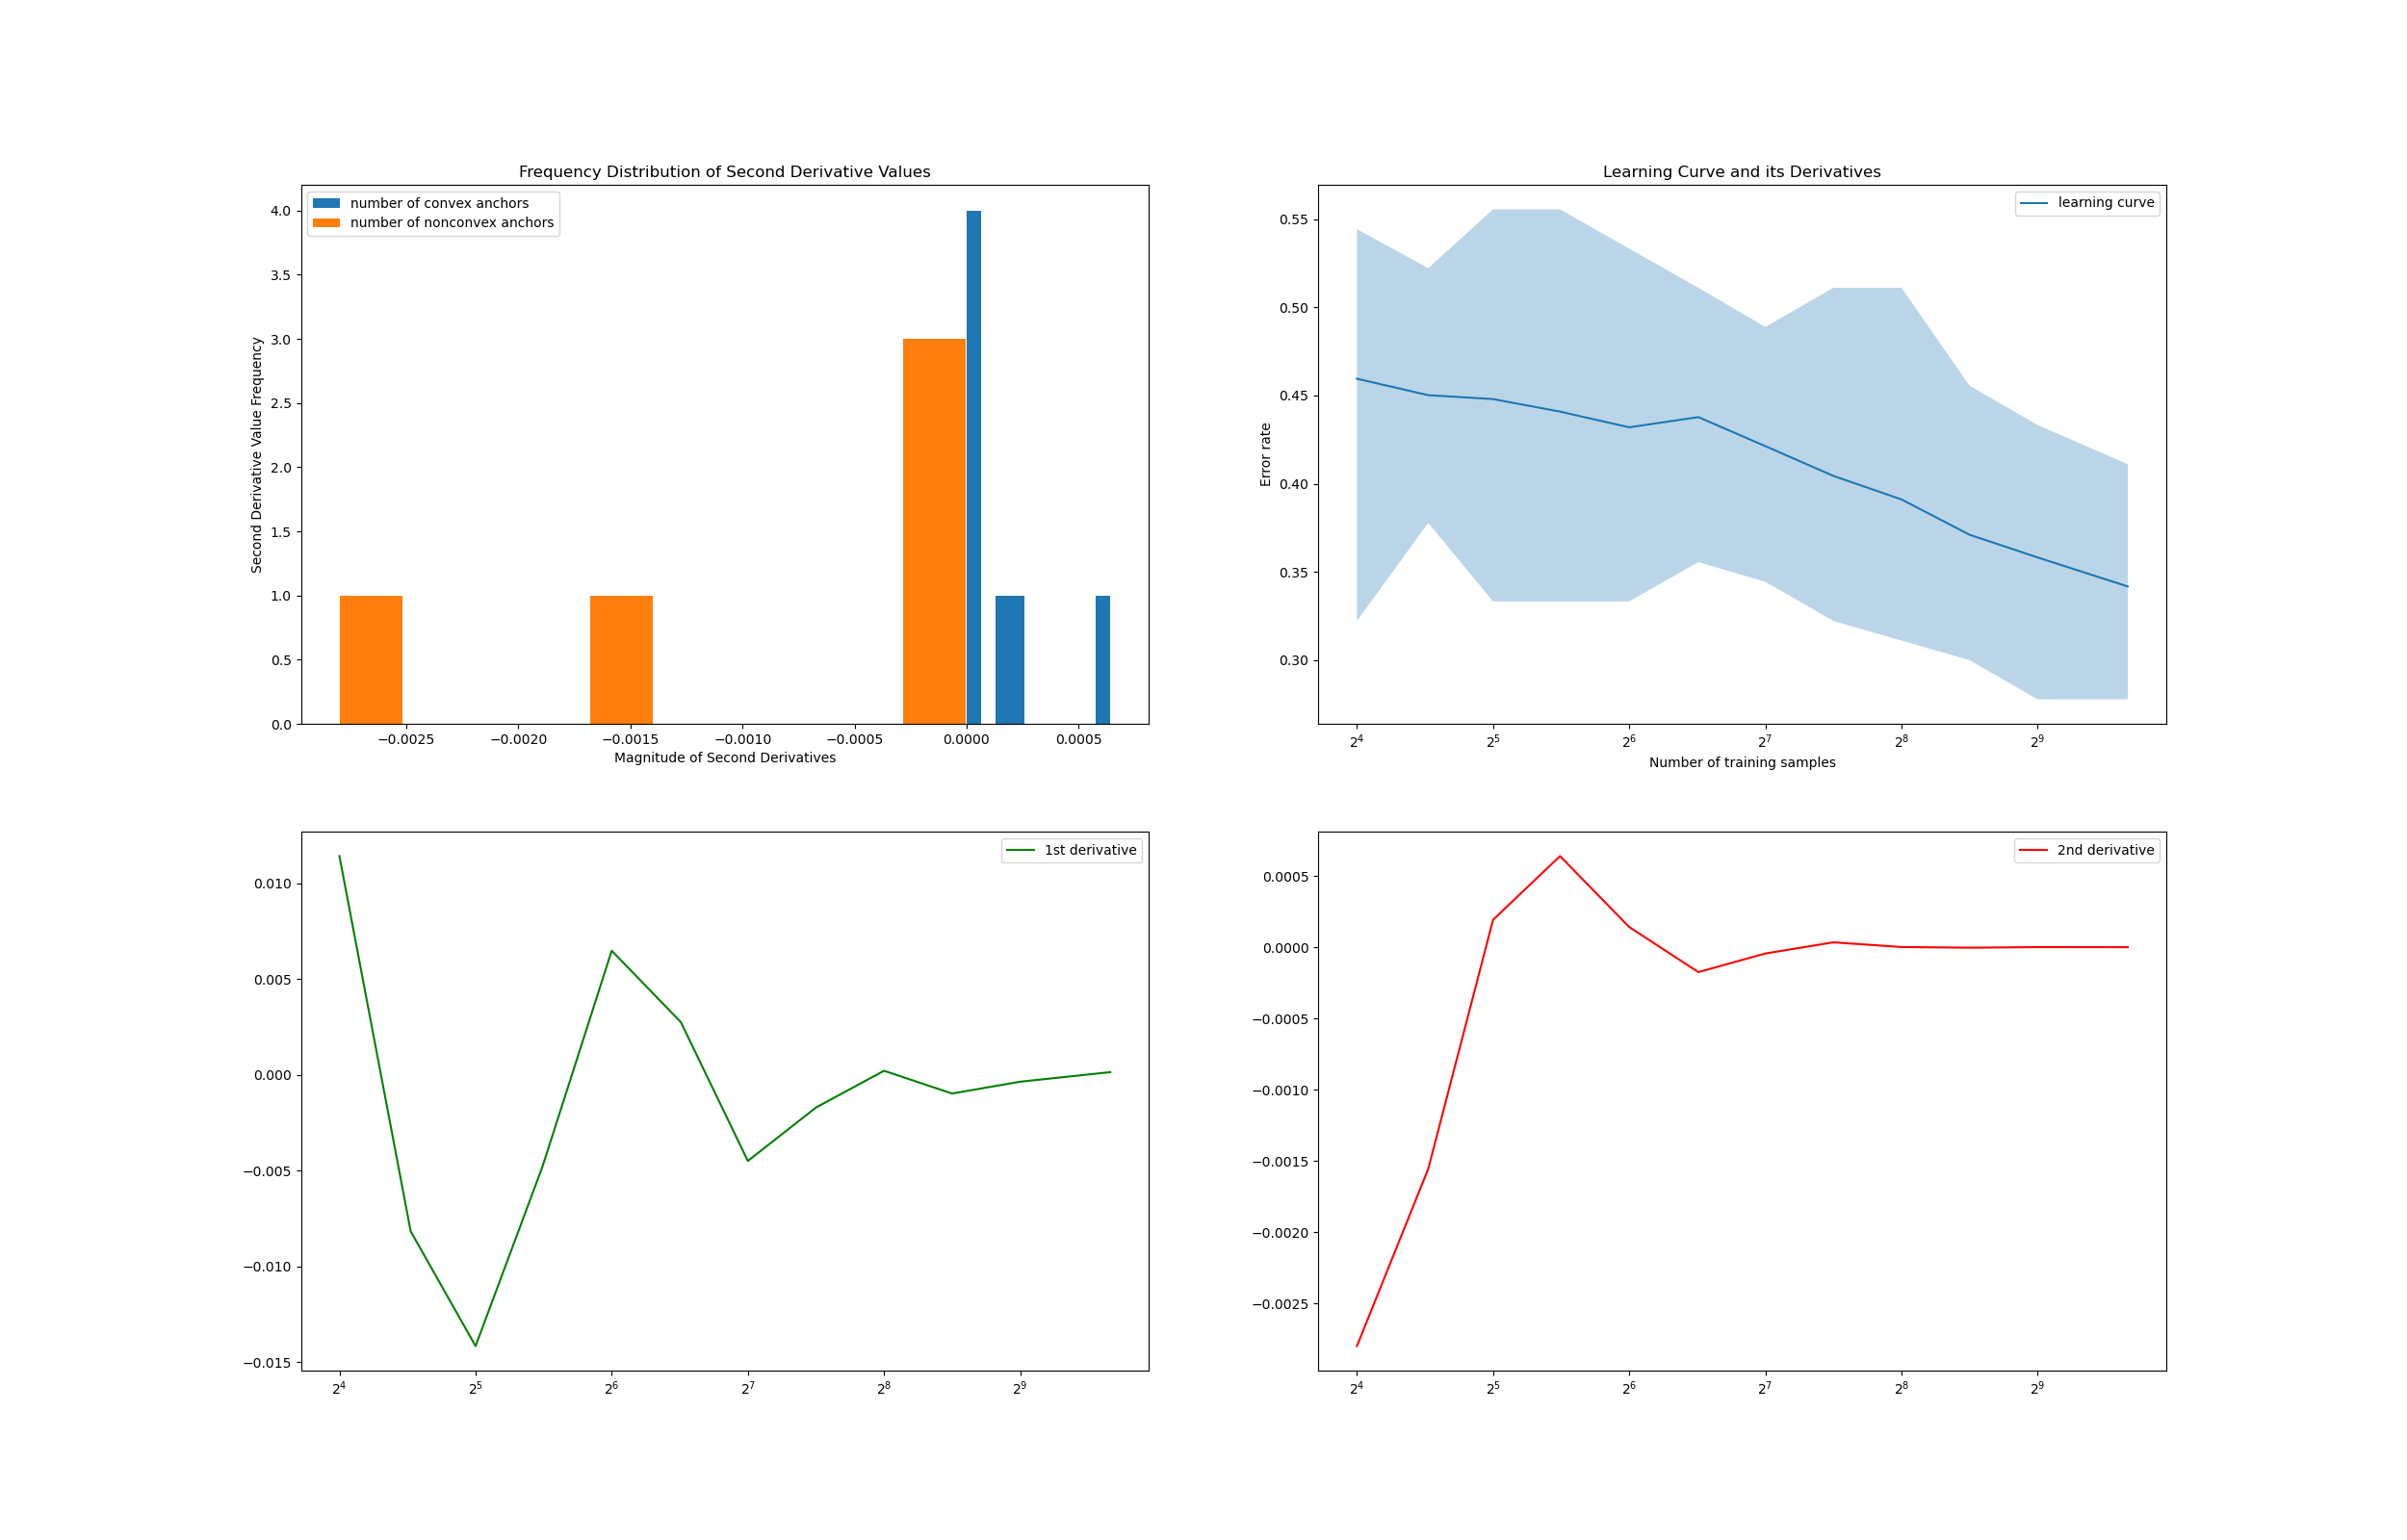 Frequency Distribution of Second Derivative Values
number of convex anchors
number of nonconvex anchors
4.0
3.5
3.0
2.5
2.0
1.5
1.0
0.5
0.0
Second Derivative Value Frequency
−0.0025 −0.0020 −0.0015 −0.0010 −0.0005 0.0000 0.0005
Magnitude of Second Derivatives
Learning Curve and its Derivatives
learning curve
0.55
0.50
0.45
0.40
0.35
0.30
Error rate
2⁴ 2⁵ 2⁶ 2⁷ 2⁸ 2⁹
Number of training samples
1st derivative
0.010
0.005
0.000
−0.005
−0.010
−0.015
2⁴ 2⁵ 2⁶ 2⁷ 2⁸ 2⁹
2nd derivative
0.0005
0.0000
−0.0005
−0.0010
−0.0015
−0.0020
−0.0025
2⁴ 2⁵ 2⁶ 2⁷ 2⁸ 2⁹